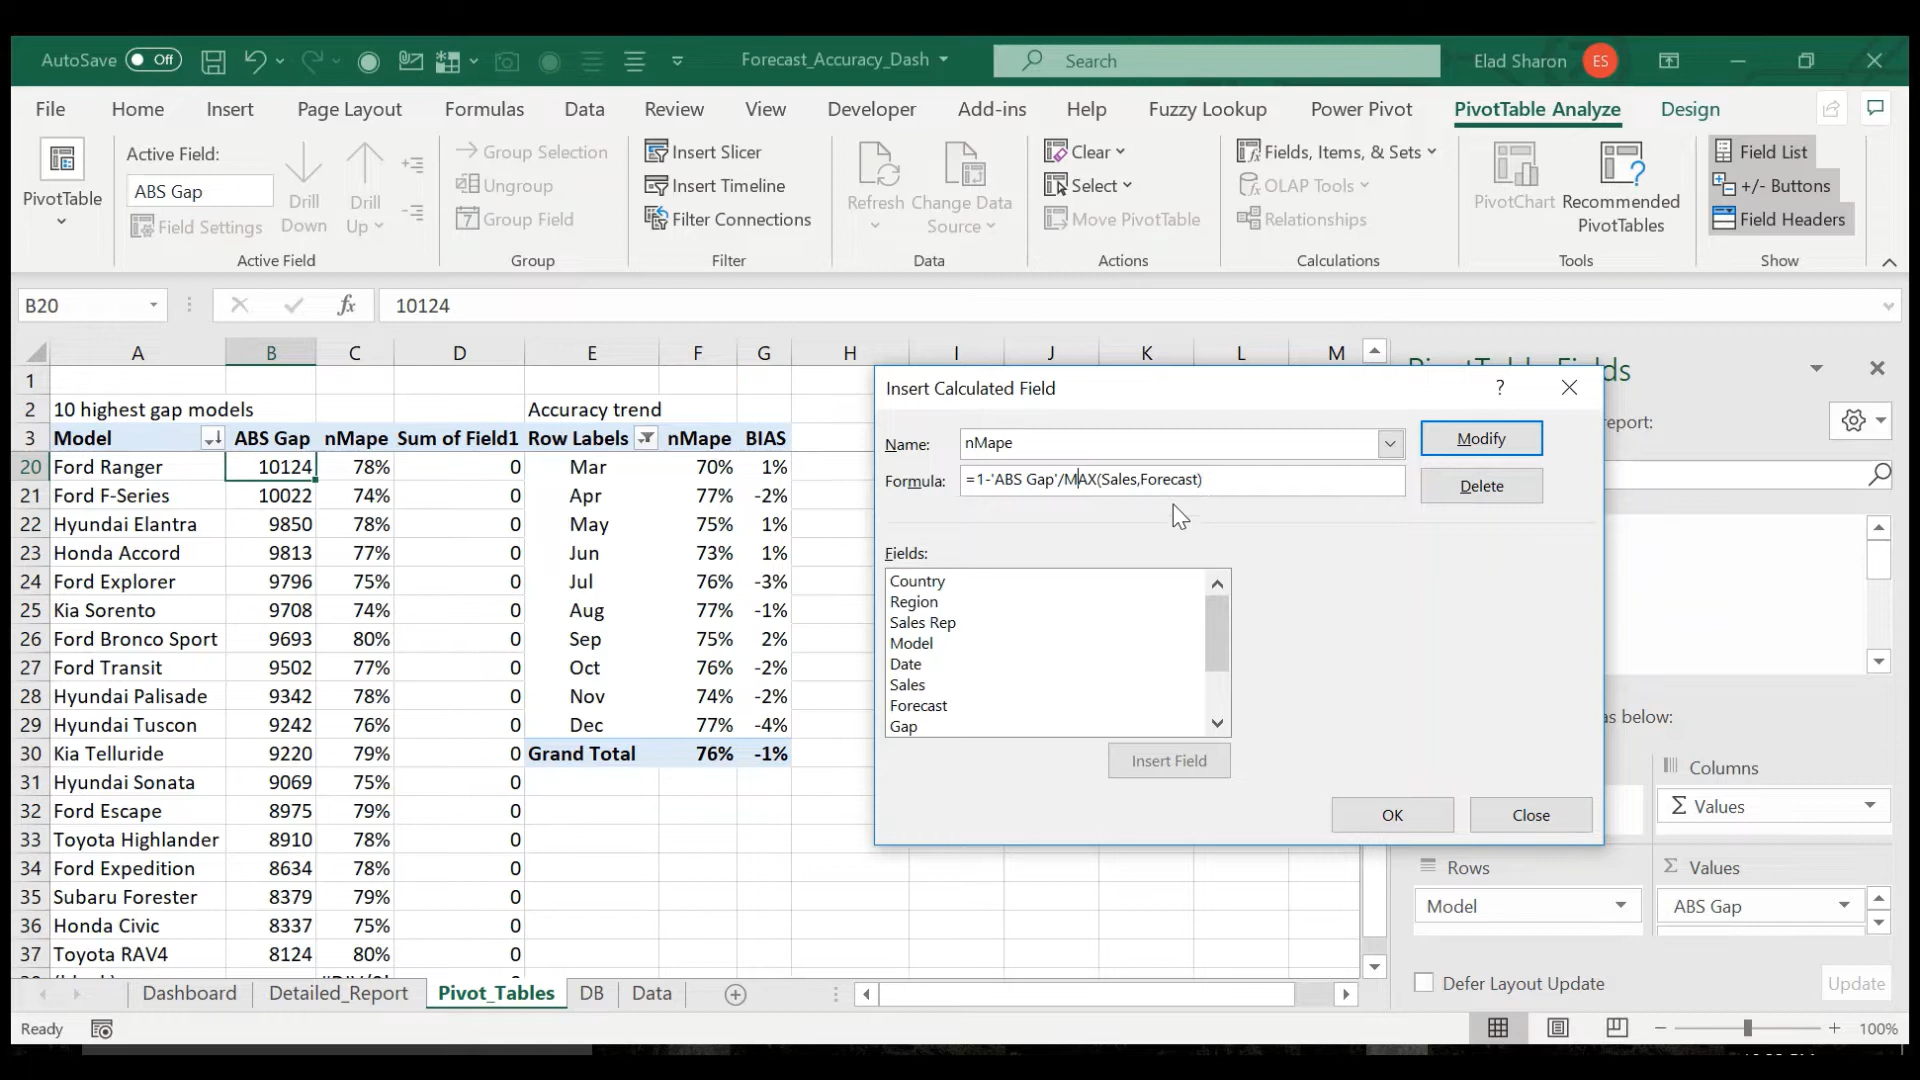 AutoSave Off Forecast_Accuracy_Dash Search Elad Sharon ES
File Home Insert Page Layout Formulas Data Review View Developer Add-ins Help Fuzzy Lookup Power Pivot PivotTable Analyze Design
PivotTable
Active Field:
ABS Gap
Field Settings
Drill Down
Drill Up
Active Field
Group Selection
Ungroup
Group Field
Group
Insert Slicer
Insert Timeline
Filter Connections
Filter
Refresh
Change Data Source
Data
Clear
Select
Move PivotTable
Actions
Fields, Items, & Sets
OLAP Tools
Relationships
Calculations
PivotChart
Recommended PivotTables
Tools
Field List
+/- Buttons
Field Headers
Show
B20 fx 10124
A B C D E F G H I J K L M
1
2 10 highest gap models Accuracy trend
3 Model ABS Gap nMape Sum of Field1 Row Labels nMape BIAS
20 Ford Ranger 10124 78% 0 Mar 70% 1%
21 Ford F-Series 10022 74% 0 Apr 77% -2%
22 Hyundai Elantra 9850 78% 0 May 75% 1%
23 Honda Accord 9813 77% 0 Jun 73% 1%
24 Ford Explorer 9796 75% 0 Jul 76% -3%
25 Kia Sorento 9708 74% 0 Aug 77% -1%
26 Ford Bronco Sport 9693 80% 0 Sep 75% 2%
27 Ford Transit 9502 77% 0 Oct 76% -2%
28 Hyundai Palisade 9342 78% 0 Nov 74% -2%
29 Hyundai Tuscon 9242 76% 0 Dec 77% -4%
30 Kia Telluride 9220 79% 0 Grand Total 76% -1%
31 Hyundai Sonata 9069 75% 0
32 Ford Escape 8975 79% 0
33 Toyota Highlander 8910 78% 0
34 Ford Expedition 8634 78% 0
35 Subaru Forester 8379 79% 0
36 Honda Civic 8337 75% 0
37 Toyota RAV4 8124 80% 0
Insert Calculated Field ?
Name: nMape Modify
Formula: =1-'ABS Gap'/MAX(Sales,Forecast) Delete
Fields:
Country
Region
Sales Rep
Model
Date
Sales
Forecast
Gap
Insert Field
OK Close
report:
as below:
Columns
Σ Values
Rows
Σ Values
Model
ABS Gap
Defer Layout Update Update
Dashboard Detailed_Report Pivot_Tables DB Data
Ready 100%